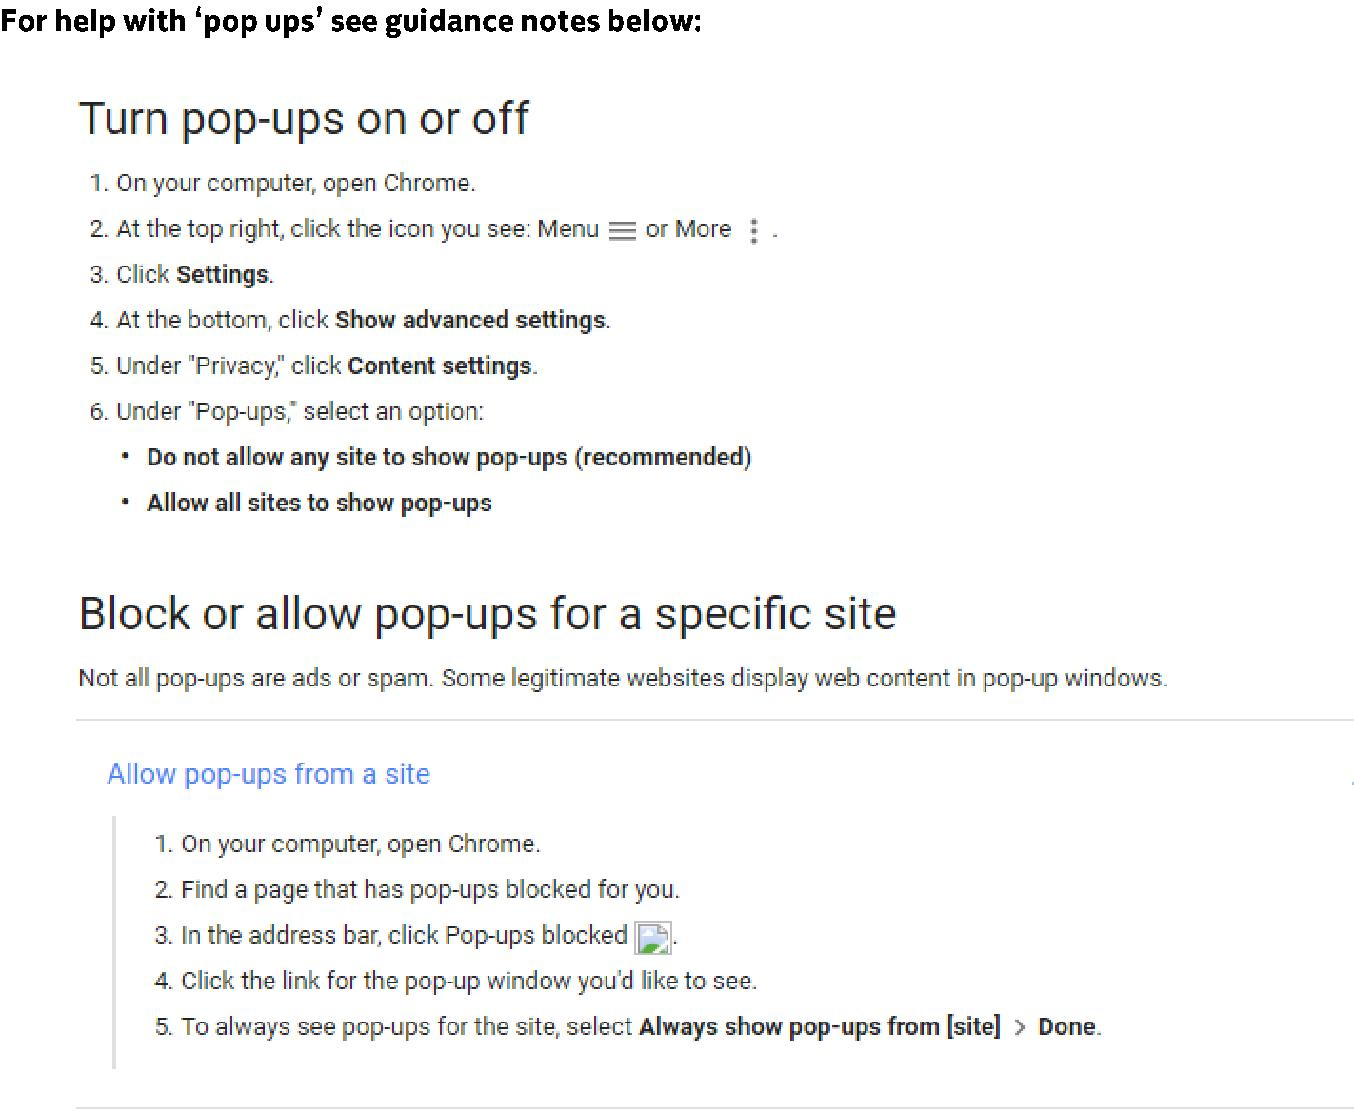 For help with ‘pop ups’ see guidance notes below:
Turn pop-ups on or off
1. On your computer, open Chrome.
2. At the top right, click the icon you see: Menu or More .
3. Click Settings.
4. At the bottom, click Show advanced settings.
5. Under "Privacy," click Content settings.
6. Under "Pop-ups," select an option:
• Do not allow any site to show pop-ups (recommended)
• Allow all sites to show pop-ups
Block or allow pop-ups for a specific site
Not all pop-ups are ads or spam. Some legitimate websites display web content in pop-up windows.
Allow pop-ups from a site
1. On your computer, open Chrome.
2. Find a page that has pop-ups blocked for you.
3. In the address bar, click Pop-ups blocked .
4. Click the link for the pop-up window you'd like to see.
5. To always see pop-ups for the site, select Always show pop-ups from [site] > Done.